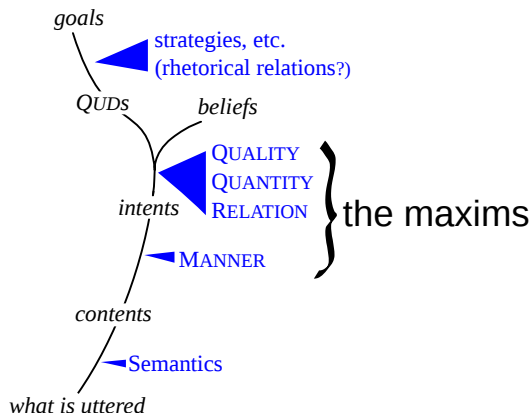 goals
strategies, etc.
(rhetorical relations?)
QUDs
beliefs
QUALITY
QUANTITY
intents
RELATION
the maxims
MANNER
contents
Semantics
what is uttered